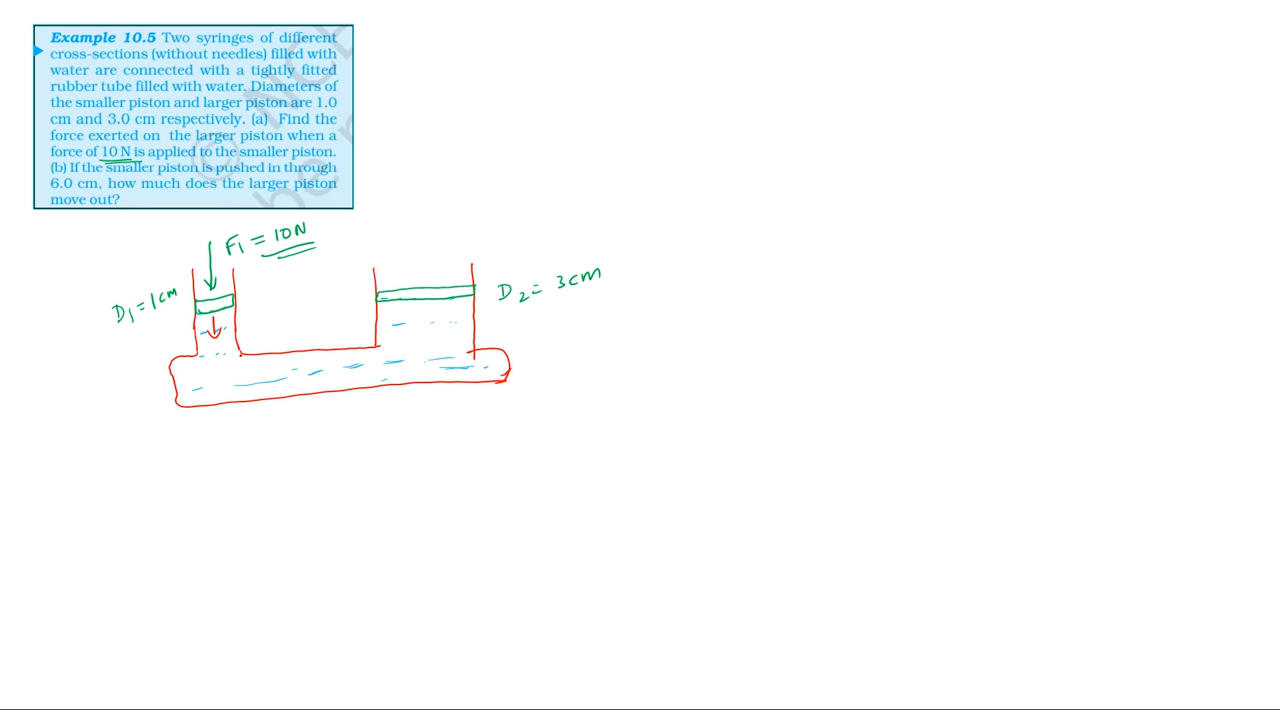 Example 10.5 Two syringes of different
cross-sections (without needles) filled with
water are connected with a tightly fitted
rubber tube filled with water. Diameters of
the smaller piston and larger piston are 1.0
cm and 3.0 cm respectively. (a) Find the
force exerted on the larger piston when a
force of 10 N is applied to the smaller piston.
(b) If the smaller piston is pushed in through
6.0 cm, how much does the larger piston
move out?
F1 = 10N
D1 = 1cm
D2 = 3cm